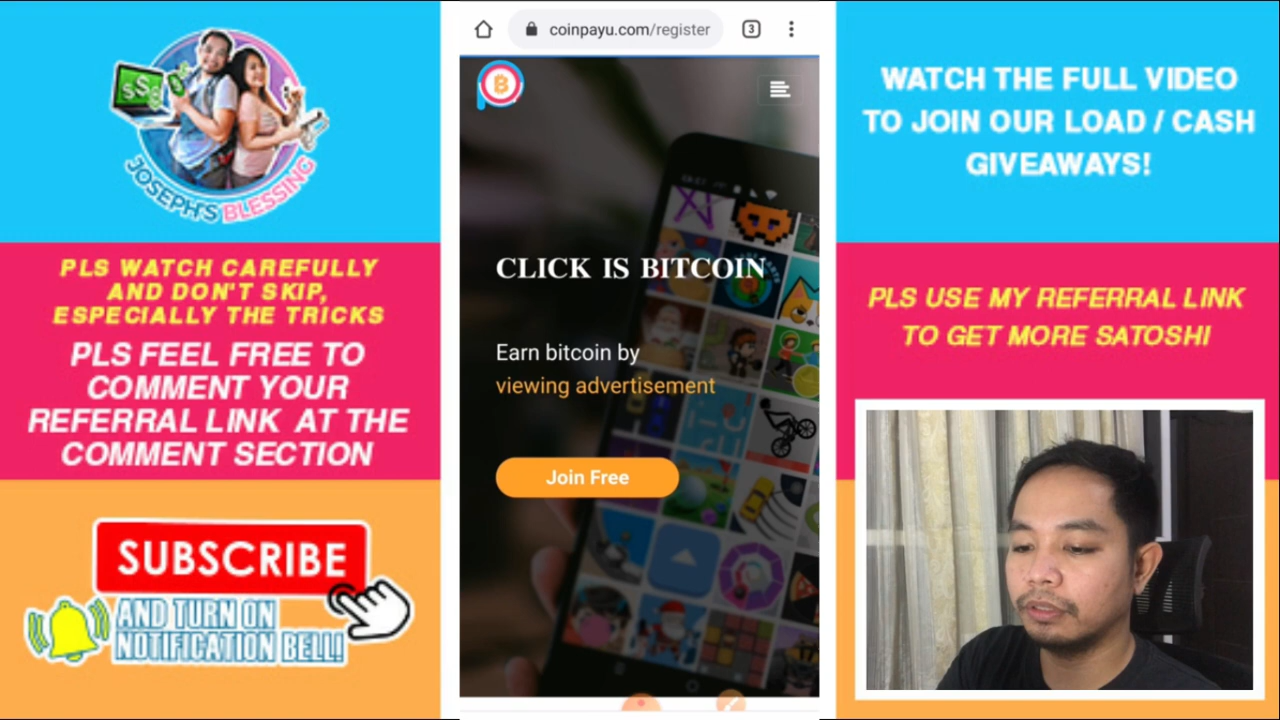 $$$
$
JOSEPH'S BLESSING
PLS WATCH CAREFULLY
AND DON'T SKIP,
ESPECIALLY THE TRICKS
PLS FEEL FREE TO
COMMENT YOUR
REFERRAL LINK AT THE
COMMENT SECTION
SUBSCRIBE
AND TURN ON
NOTIFICATION BELL!
coinpayu.com/register
3
CLICK IS BITCOIN
Earn bitcoin by
viewing advertisement
Join Free
WATCH THE FULL VIDEO
TO JOIN OUR LOAD / CASH
GIVEAWAYS!
PLS USE MY REFERRAL LINK
TO GET MORE SATOSHI